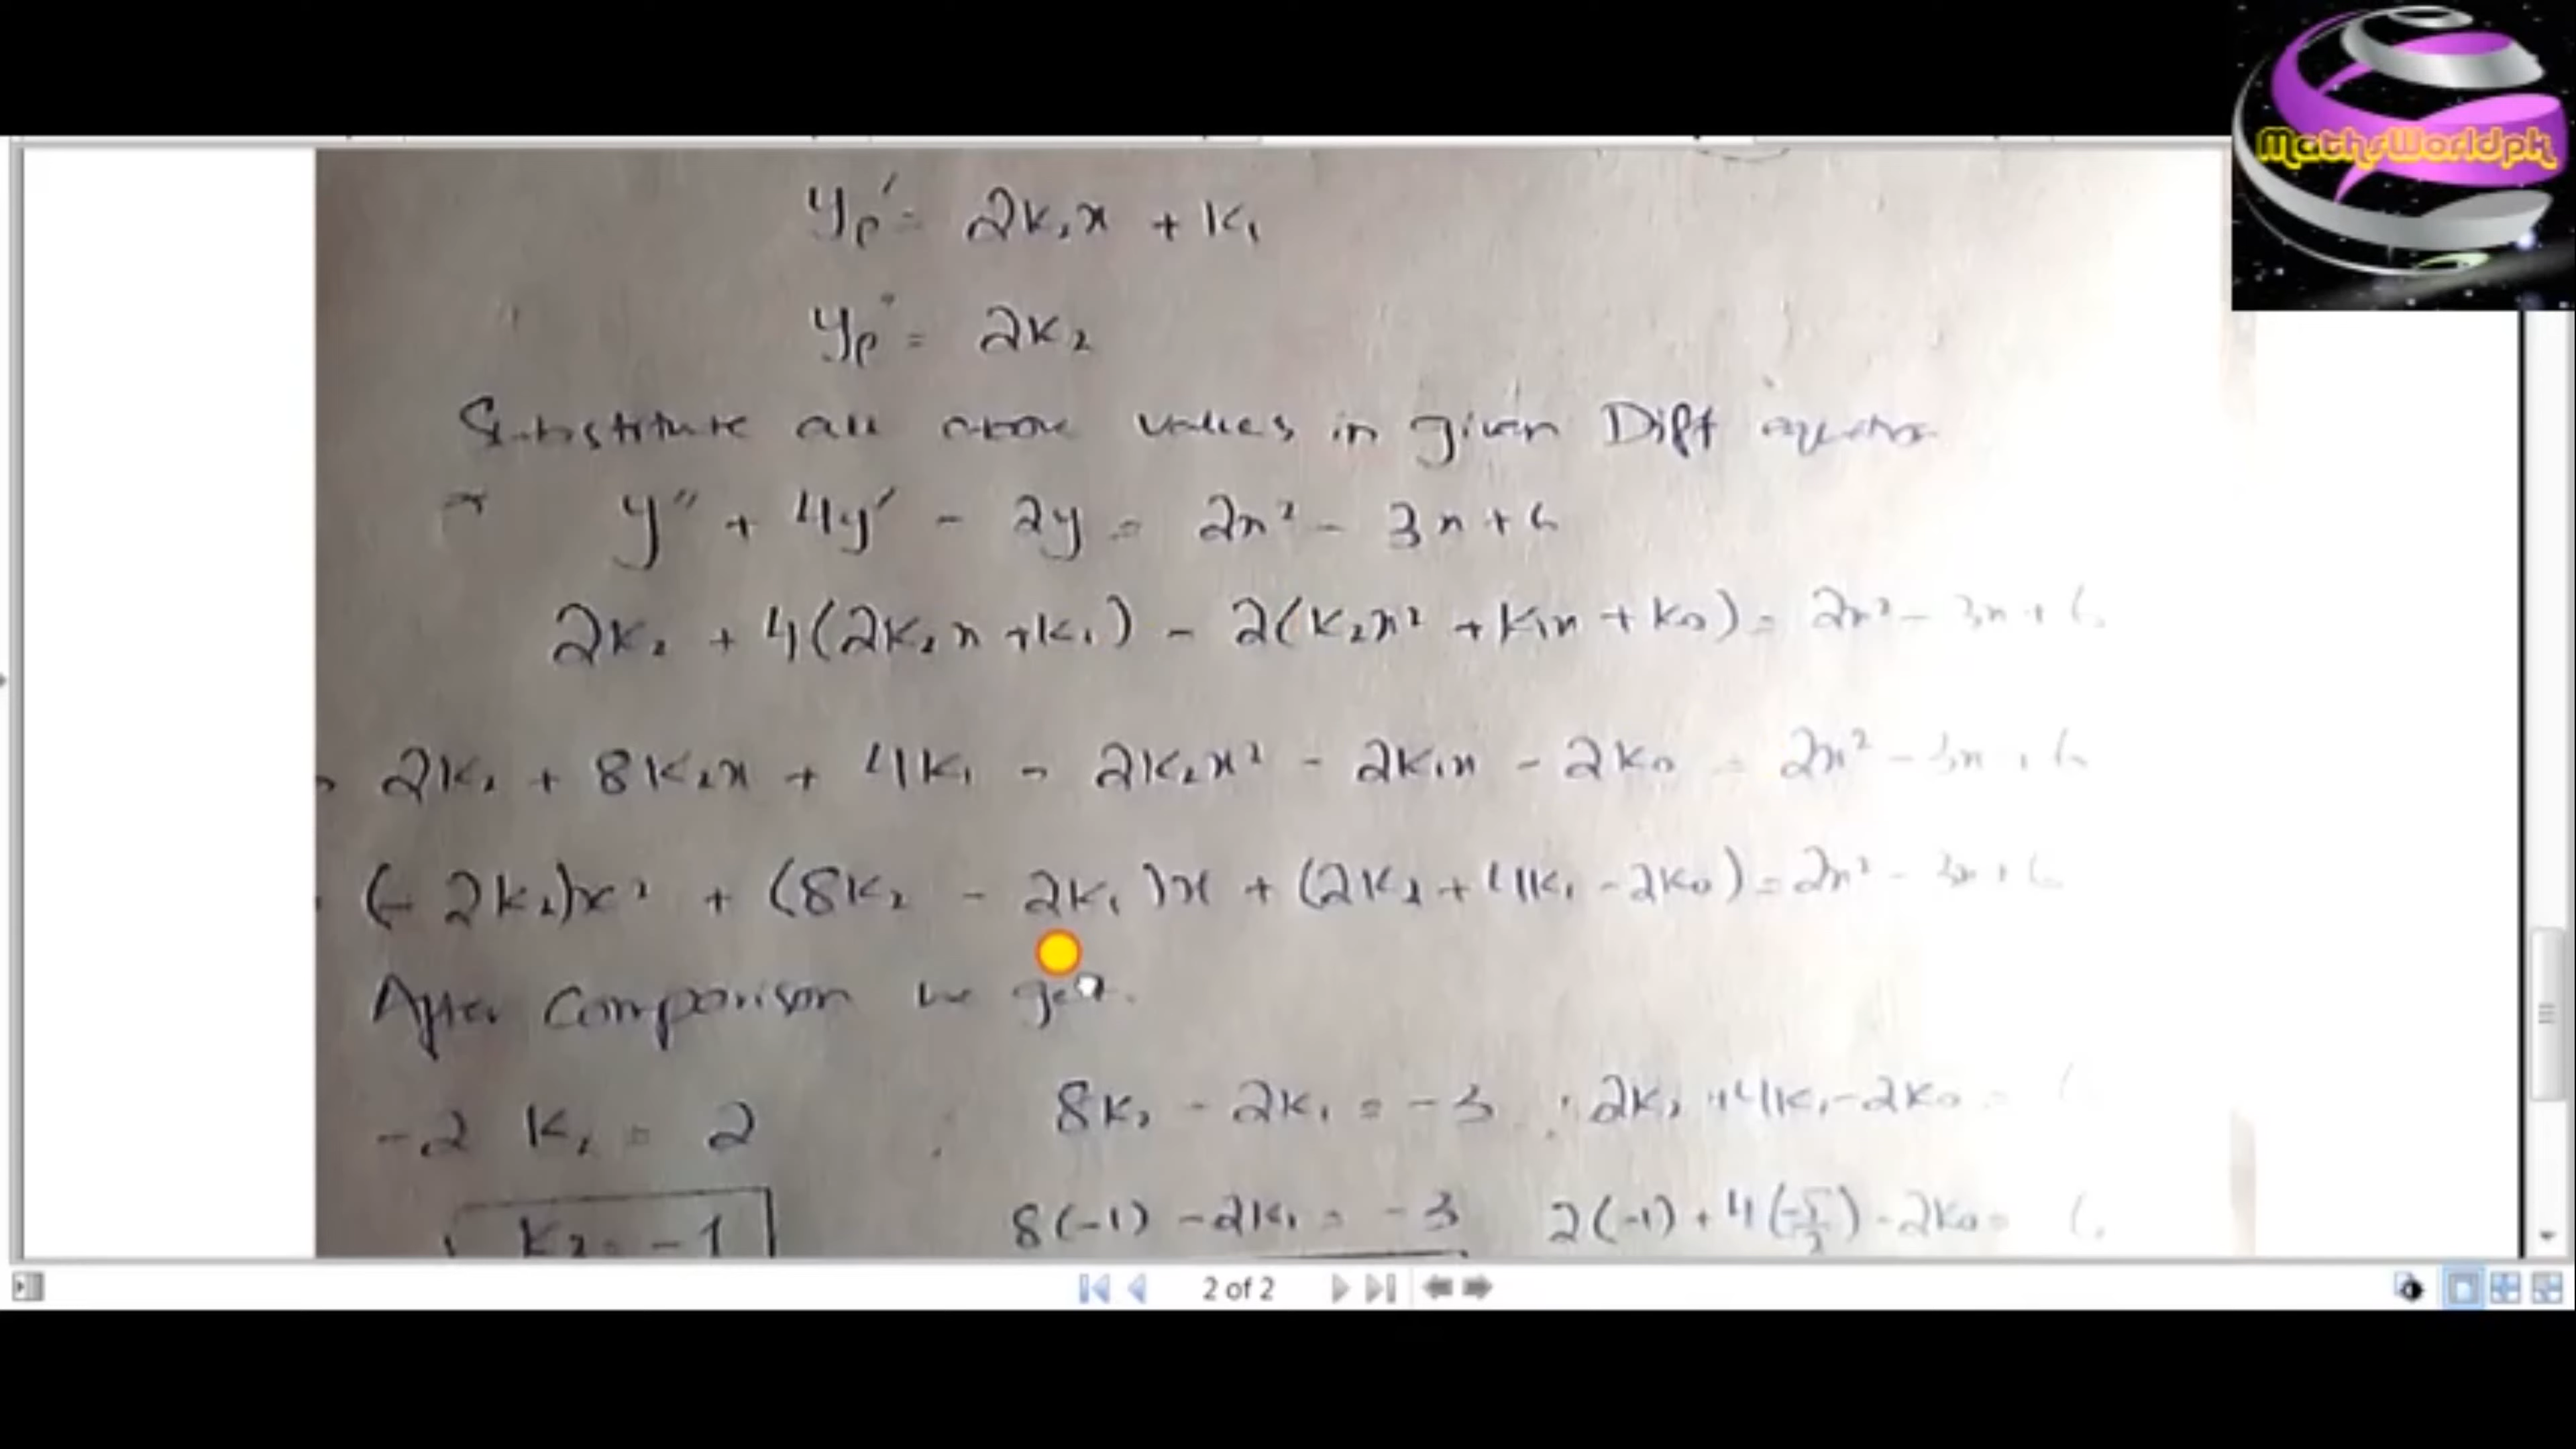 MathsWorldpk
yp' = 2k₂x + k₁
yp'' = 2k₂
Substitute all above values in given Diff equation
y'' + 4y' - 2y = 2x² - 3x + 6
2k₂ + 4(2k₂x + k₁) - 2(k₂x² + k₁x + k₀) = 2x² - 3x + 6
2k₂ + 8k₂x + 4k₁ - 2k₂x² - 2k₁x - 2k₀ = 2x² - 3x + 6
(-2k₂)x² + (8k₂ - 2k₁)x + (2k₂ + 4k₁ - 2k₀) = 2x² - 3x + 6
After Comparison we get
-2 k₂ = 2 ; 8k₂ - 2k₁ = -3 ; 2k₂ + 4k₁ - 2k₀ =
k₂ = -1 8(-1) - 2k₁ = -3 2(-1) + 4(-5/2) - 2k₀ = 6
2 of 2